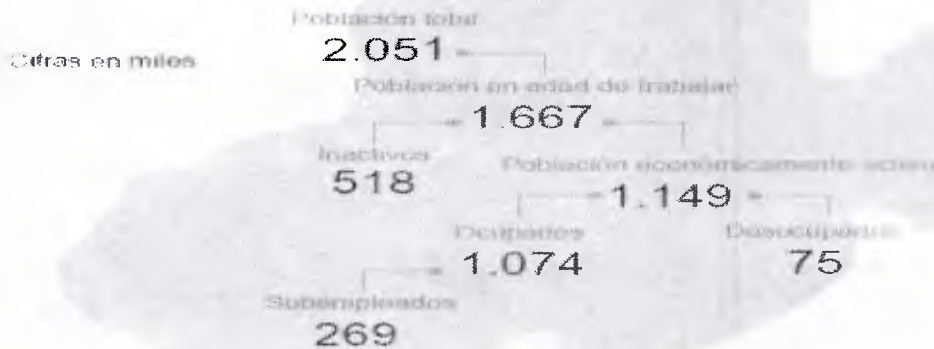 Población total
2.051
Cifras en miles
Población en edad de trabajar
1.667
Inactivos
518
Población económicamente activa
1.149
Ocupados
1.074
Desocupados
75
Subempleados
269